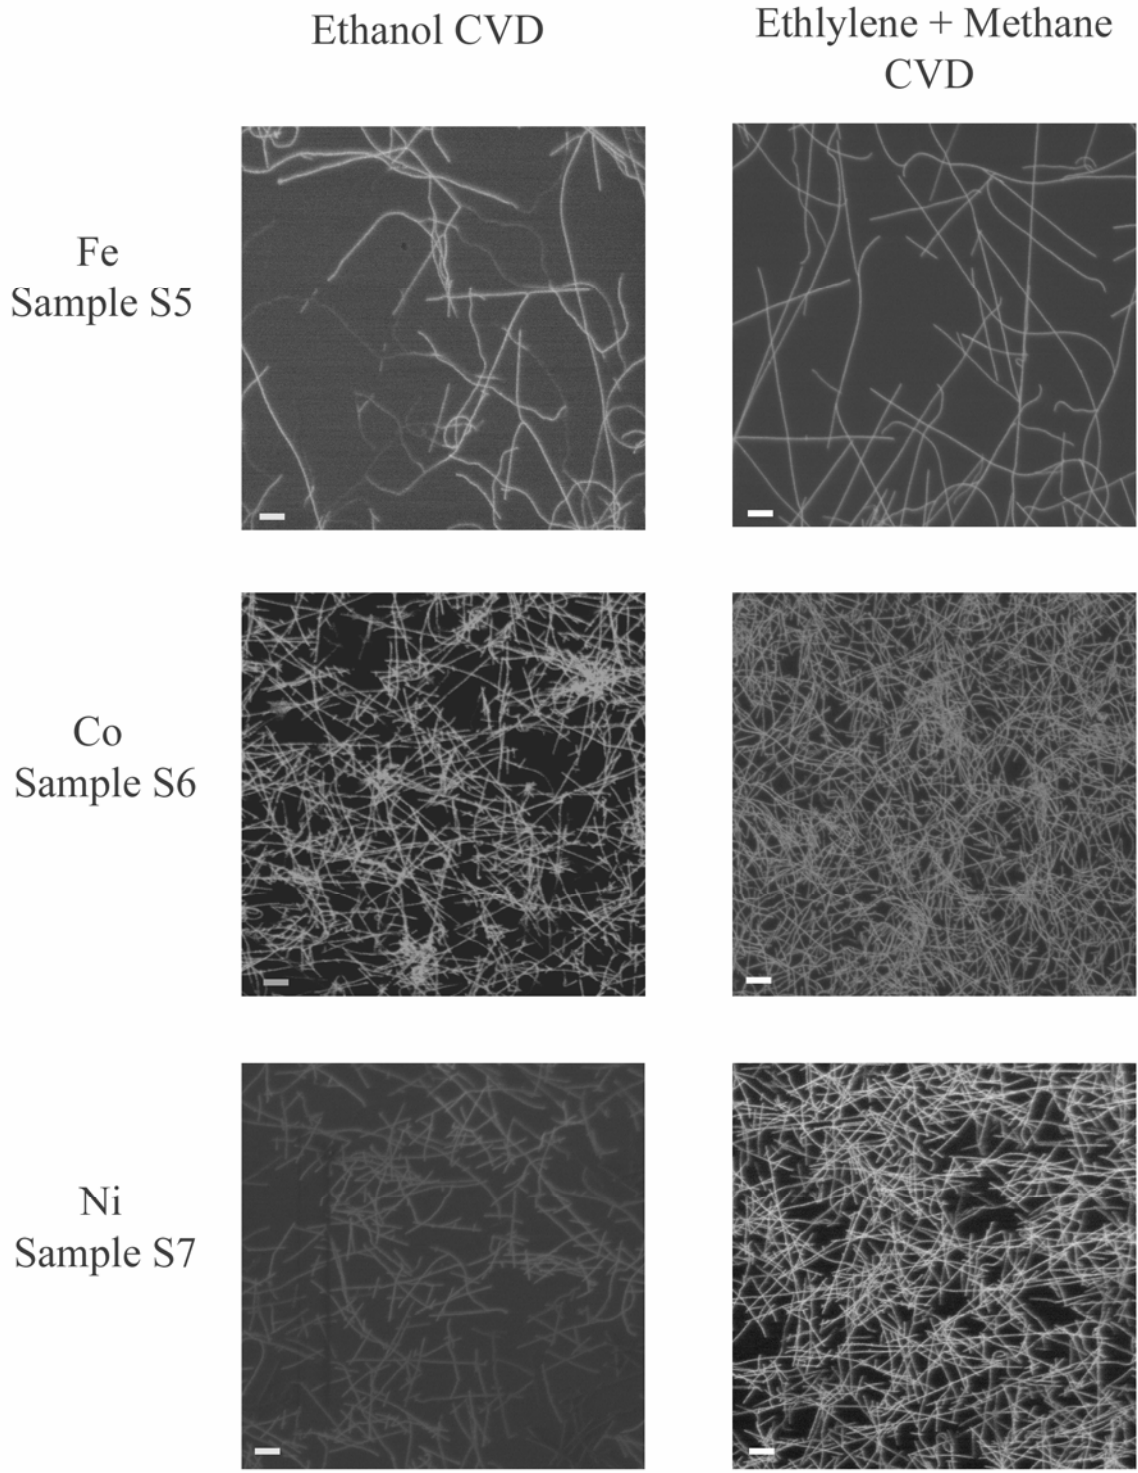 Ethanol CVD
Ethlylene + Methane
CVD
Fe
Sample S5
Co
Sample S6
Ni
Sample S7